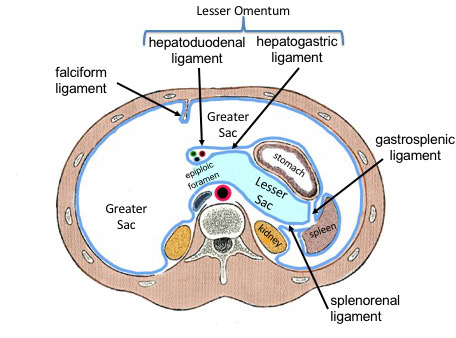 Lesser Omentum
hepatoduodenal
ligament
hepatogastric
ligament
falciform
ligament
Greater
Sac
gastrosplenic
ligament
stomach
epiploic
foramen
Lesser
Sac
Greater
Sac
kidney
spleen
splenorenal
ligament